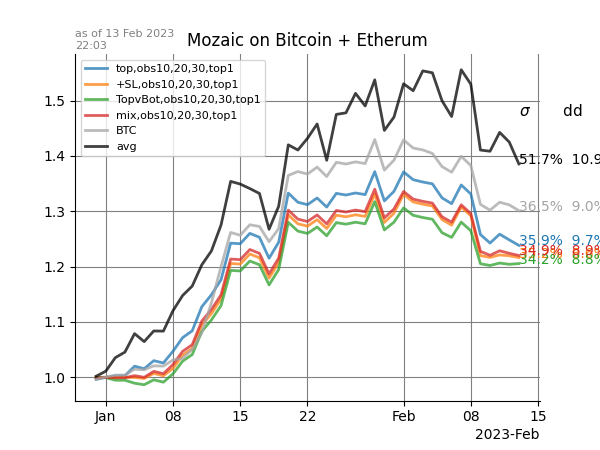 as of 13 Feb 2023
22:03
Mozaic on Bitcoin + Etherum
top,obs10,20,30,top1
+SL,obs10,20,30,top1
TopvBot,obs10,20,30,top1
mix,obs10,20,30,top1
BTC
avg
σ dd
51.7% 10.9
36.5% 9.0%
35.9% 9.7%
34.2% 8.8%
1.5
1.4
1.3
1.2
1.1
1.0
Jan 08 15 22 Feb 08 15
2023-Feb